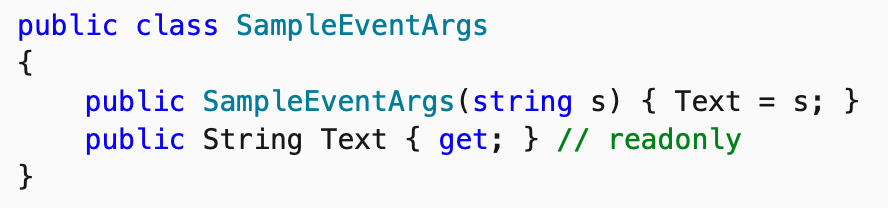 public class SampleEventArgs
{
    public SampleEventArgs(string s) { Text = s; }
    public String Text { get; } // readonly
}